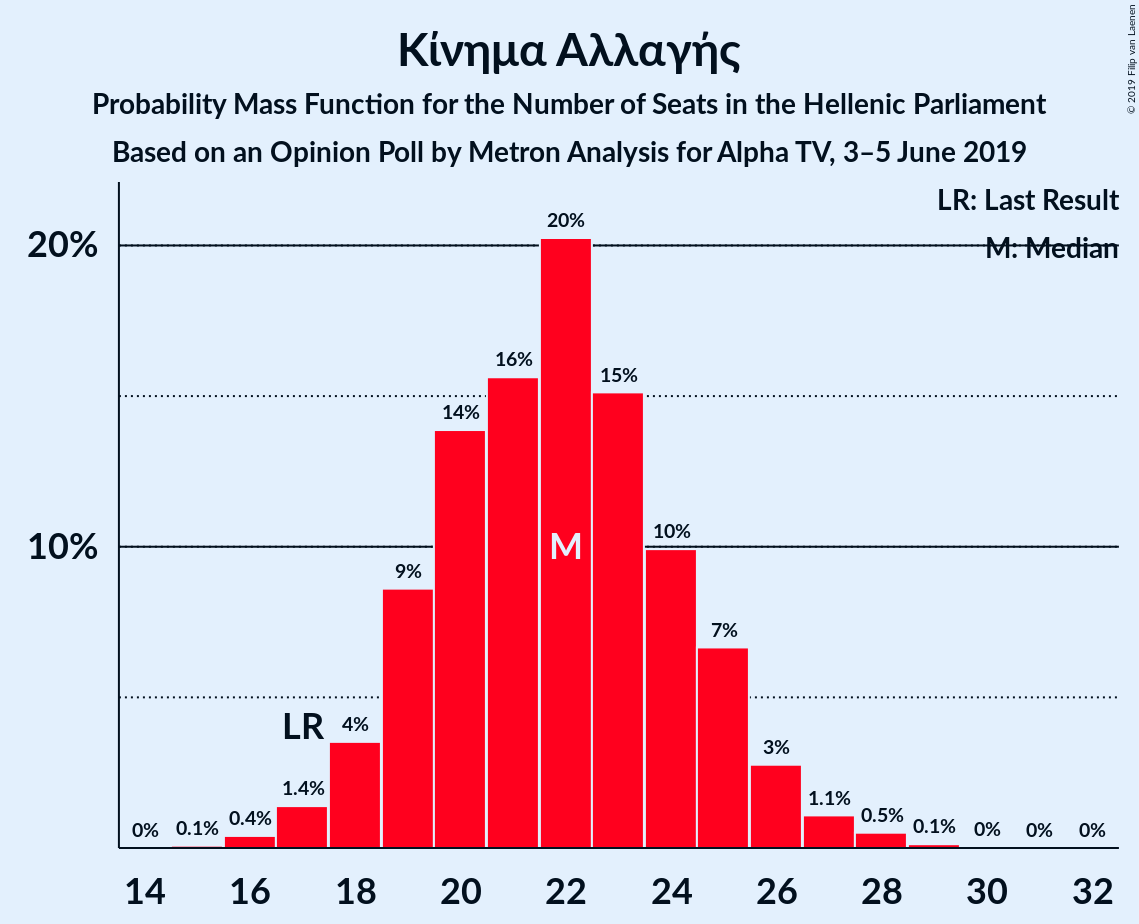 Κίνημα Αλλαγής
Probability Mass Function for the Number of Seats in the Hellenic Parliament
Based on an Opinion Poll by Metron Analysis for Alpha TV, 3–5 June 2019
© 2019 Filip van Laenen
LR: Last Result
M: Median
20%
10%
0%
0.1%
0.4%
1.4%
4%
9%
14%
16%
20%
15%
10%
7%
3%
1.1%
0.5%
0.1%
0%
0%
0%
LR
M
14 16 18 20 22 24 26 28 30 32